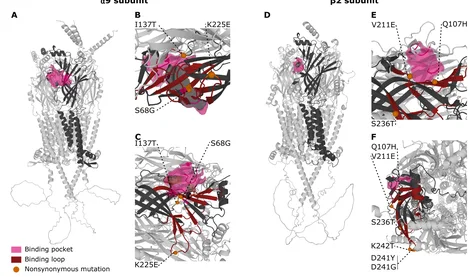 α9 subunit
β2 subunit
A
B
I137T
K225E
S68G
C
I137T
S68G
K225E
D
E
V211E
Q107H
S236T
F
Q107H,
V211E
S236T
K242T
D241Y
D241G
Binding pocket
Binding loop
Nonsynonymous mutation